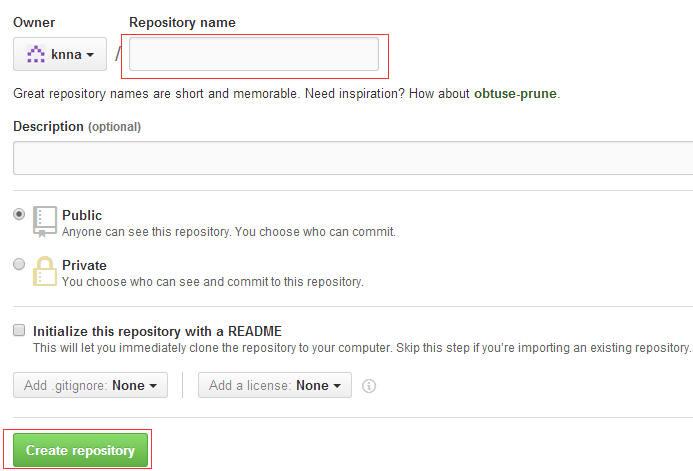 Owner Repository name
knna /
Great repository names are short and memorable. Need inspiration? How about obtuse-prune.
Description (optional)
Public
Anyone can see this repository. You choose who can commit.
Private
You choose who can see and commit to this repository.
Initialize this repository with a README
This will let you immediately clone the repository to your computer. Skip this step if you’re importing an existing repository.
Add .gitignore: None Add a license: None
Create repository